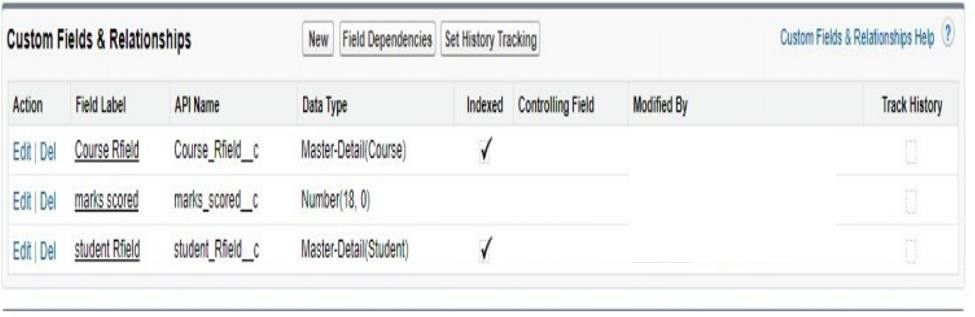 Custom Fields & Relationships New Field Dependencies Set History Tracking Custom Fields & Relationships Help ?
Action Field Label API Name Data Type Indexed Controlling Field Modified By Track History
Edit | Del Course Rfield Course_Rfield__c Master-Detail(Course) ✓
Edit | Del marks scored marks_scored__c Number(18, 0)
Edit | Del student Rfield student_Rfield__c Master-Detail(Student) ✓